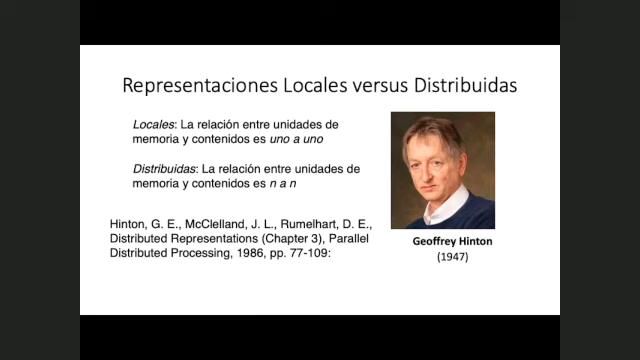 Representaciones Locales versus Distribuidas
Locales: La relación entre unidades de
memoria y contenidos es uno a uno
Distribuidas: La relación entre unidades de
memoria y contenidos es n a n
Hinton, G. E., McClelland, J. L., Rumelhart, D. E.,
Distributed Representations (Chapter 3), Parallel
Distributed Processing, 1986, pp. 77-109:
Geoffrey Hinton
(1947)